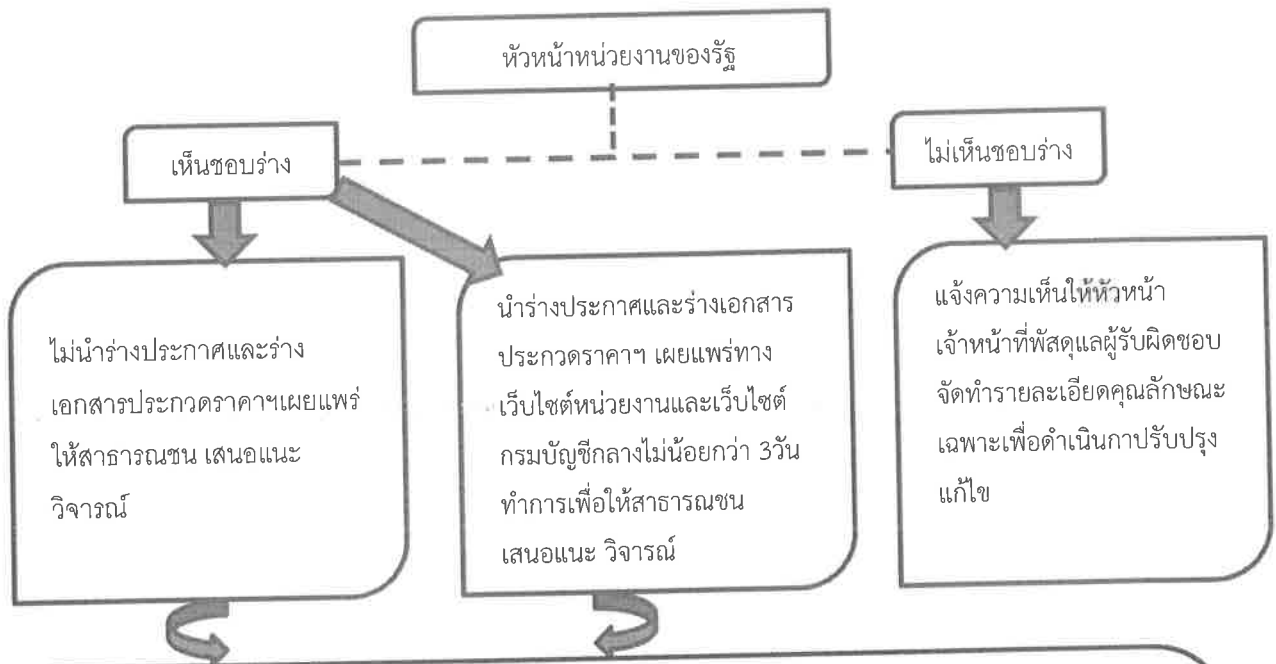 หัวหน้าหน่วยงานของรัฐ
เห็นชอบร่าง
ไม่เห็นชอบร่าง
ไม่นำร่างประกาศและร่าง
เอกสารประกวดราคาฯเผยแพร่
ให้สาธารณชน เสนอแนะ
วิจารณ์
นำร่างประกาศและร่างเอกสาร
ประกวดราคาฯ เผยแพร่ทาง
เว็บไซต์หน่วยงานและเว็บไซต์
กรมบัญชีกลางไม่น้อยกว่า 3วัน
ทำการเพื่อให้สาธารณชน
เสนอแนะ วิจารณ์
แจ้งความเห็นให้หัวหน้า
เจ้าหน้าที่พัสดุแลผู้รับผิดชอบ
จัดทำรายละเอียดคุณลักษณะ
เฉพาะเพื่อดำเนินกาปรับปรุง
แก้ไข